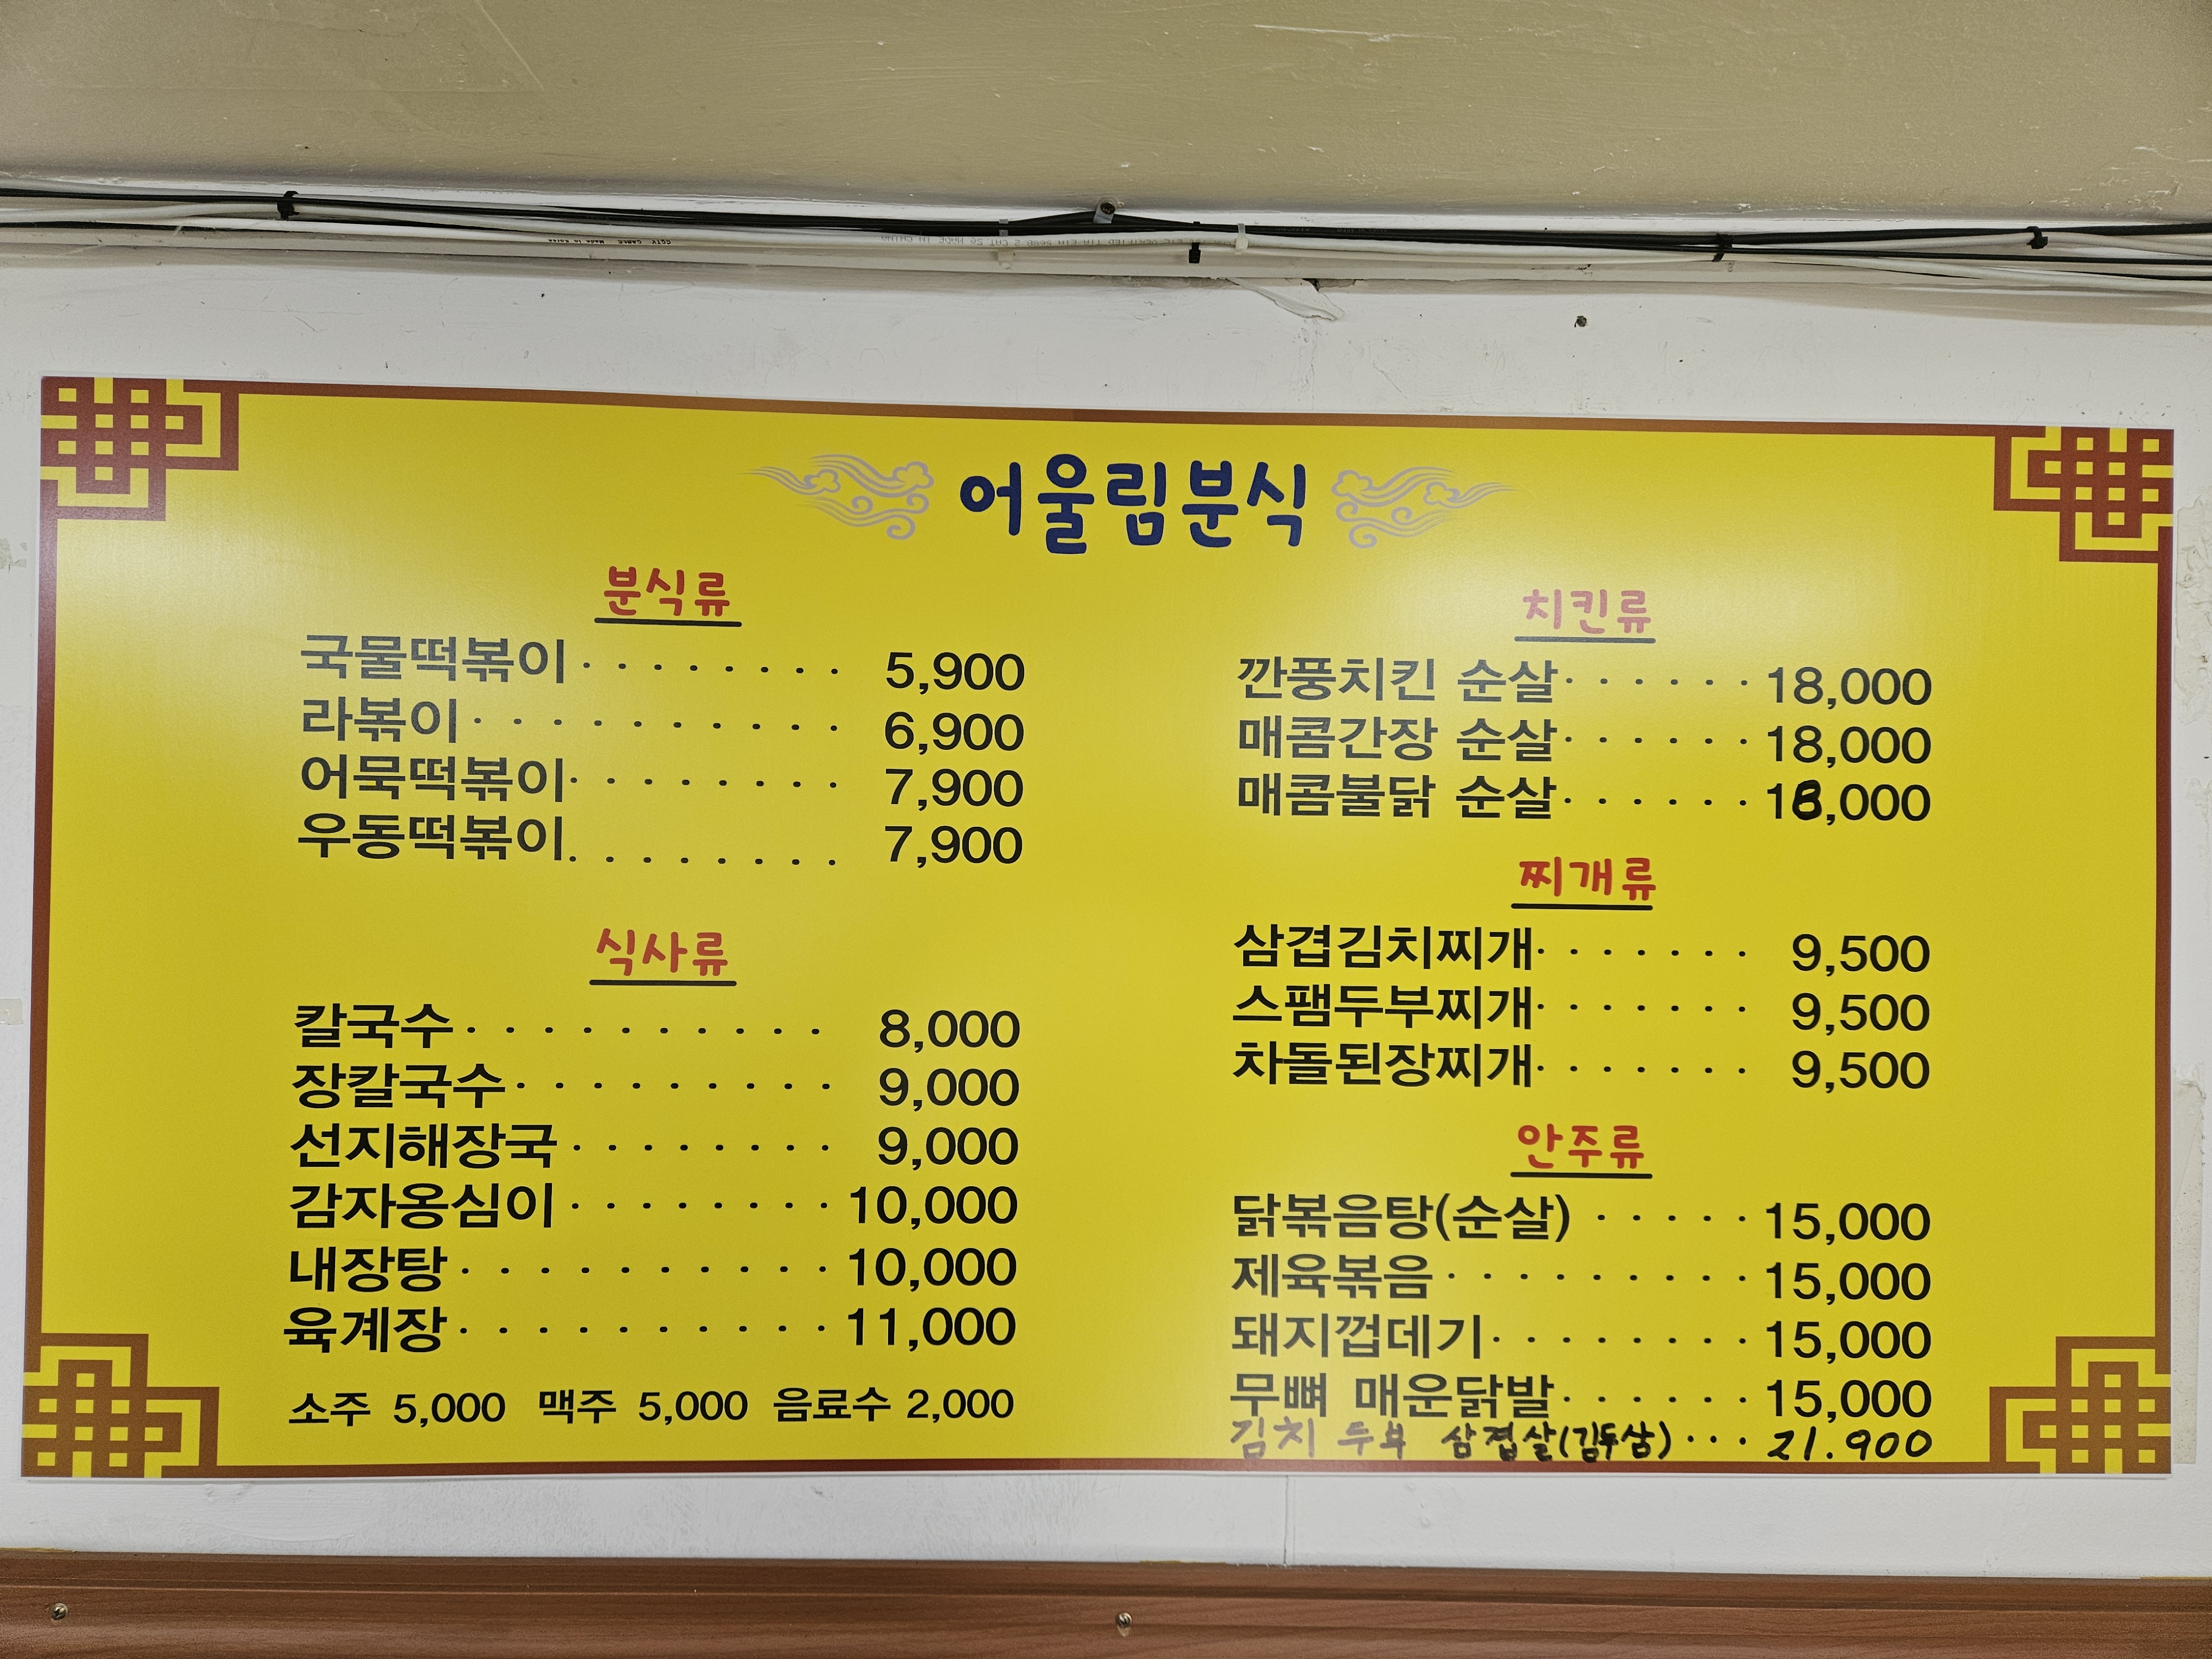 어울림분식
분식류
국물떡볶이 . . . . . . . . 5,900
라볶이 . . . . . . . . . . 6,900
어묵떡볶이 . . . . . . . . 7,900
우동떡볶이 . . . . . . . . 7,900
식사류
칼국수 . . . . . . . . . . 8,000
장칼국수 . . . . . . . . . 9,000
선지해장국 . . . . . . . . 9,000
감자옹심이 . . . . . . . . 10,000
내장탕 . . . . . . . . . . 10,000
육계장 . . . . . . . . . . 11,000
소주 5,000 맥주 5,000 음료수 2,000
치킨류
깐풍치킨 순살 . . . . . . 18,000
매콤간장 순살 . . . . . . 18,000
매콤불닭 순살 . . . . . . 18,000
찌개류
삼겹김치찌개 . . . . . . . 9,500
스팸두부찌개 . . . . . . . 9,500
차돌된장찌개 . . . . . . . 9,500
안주류
닭볶음탕(순살) . . . . . 15,000
제육볶음 . . . . . . . . . 15,000
돼지껍데기 . . . . . . . . 15,000
무뼈 매운닭발 . . . . . . 15,000
김치 두부 삼겹살(김두삼) . . . 21.900